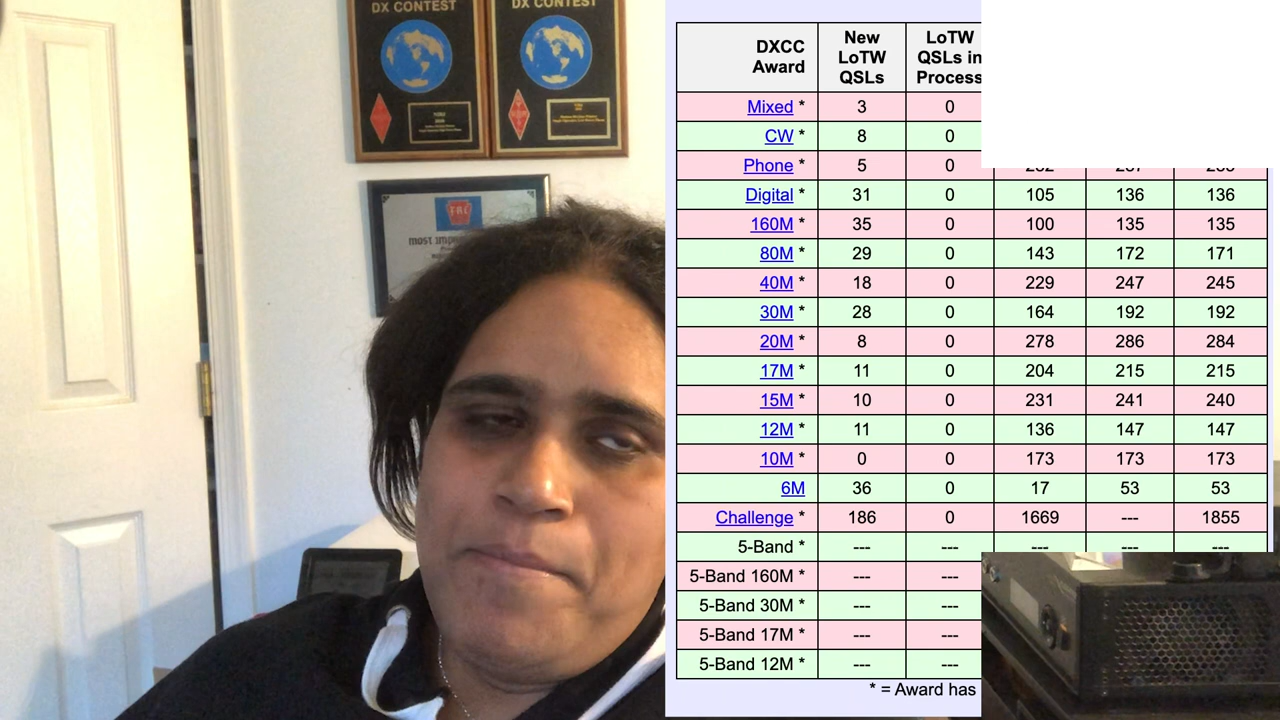 DX CONTEST
DX CONTEST
FRC
DXCC Award | New LoTW QSLs | LoTW QSLs in Process
Mixed * 3 0
CW * 8 0
Phone * 5 0
Digital * 31 0 105 136 136
160M * 35 0 100 135 135
80M * 29 0 143 172 171
40M * 18 0 229 247 245
30M * 28 0 164 192 192
20M * 8 0 278 286 284
17M * 11 0 204 215 215
15M * 10 0 231 241 240
12M * 11 0 136 147 147
10M * 0 0 173 173 173
6M 36 0 17 53 53
Challenge * 186 0 1669 --- 1855
5-Band * --- --- --- --- ---
5-Band 160M * --- ---
5-Band 30M * --- ---
5-Band 17M * --- ---
5-Band 12M * --- ---
* = Award has